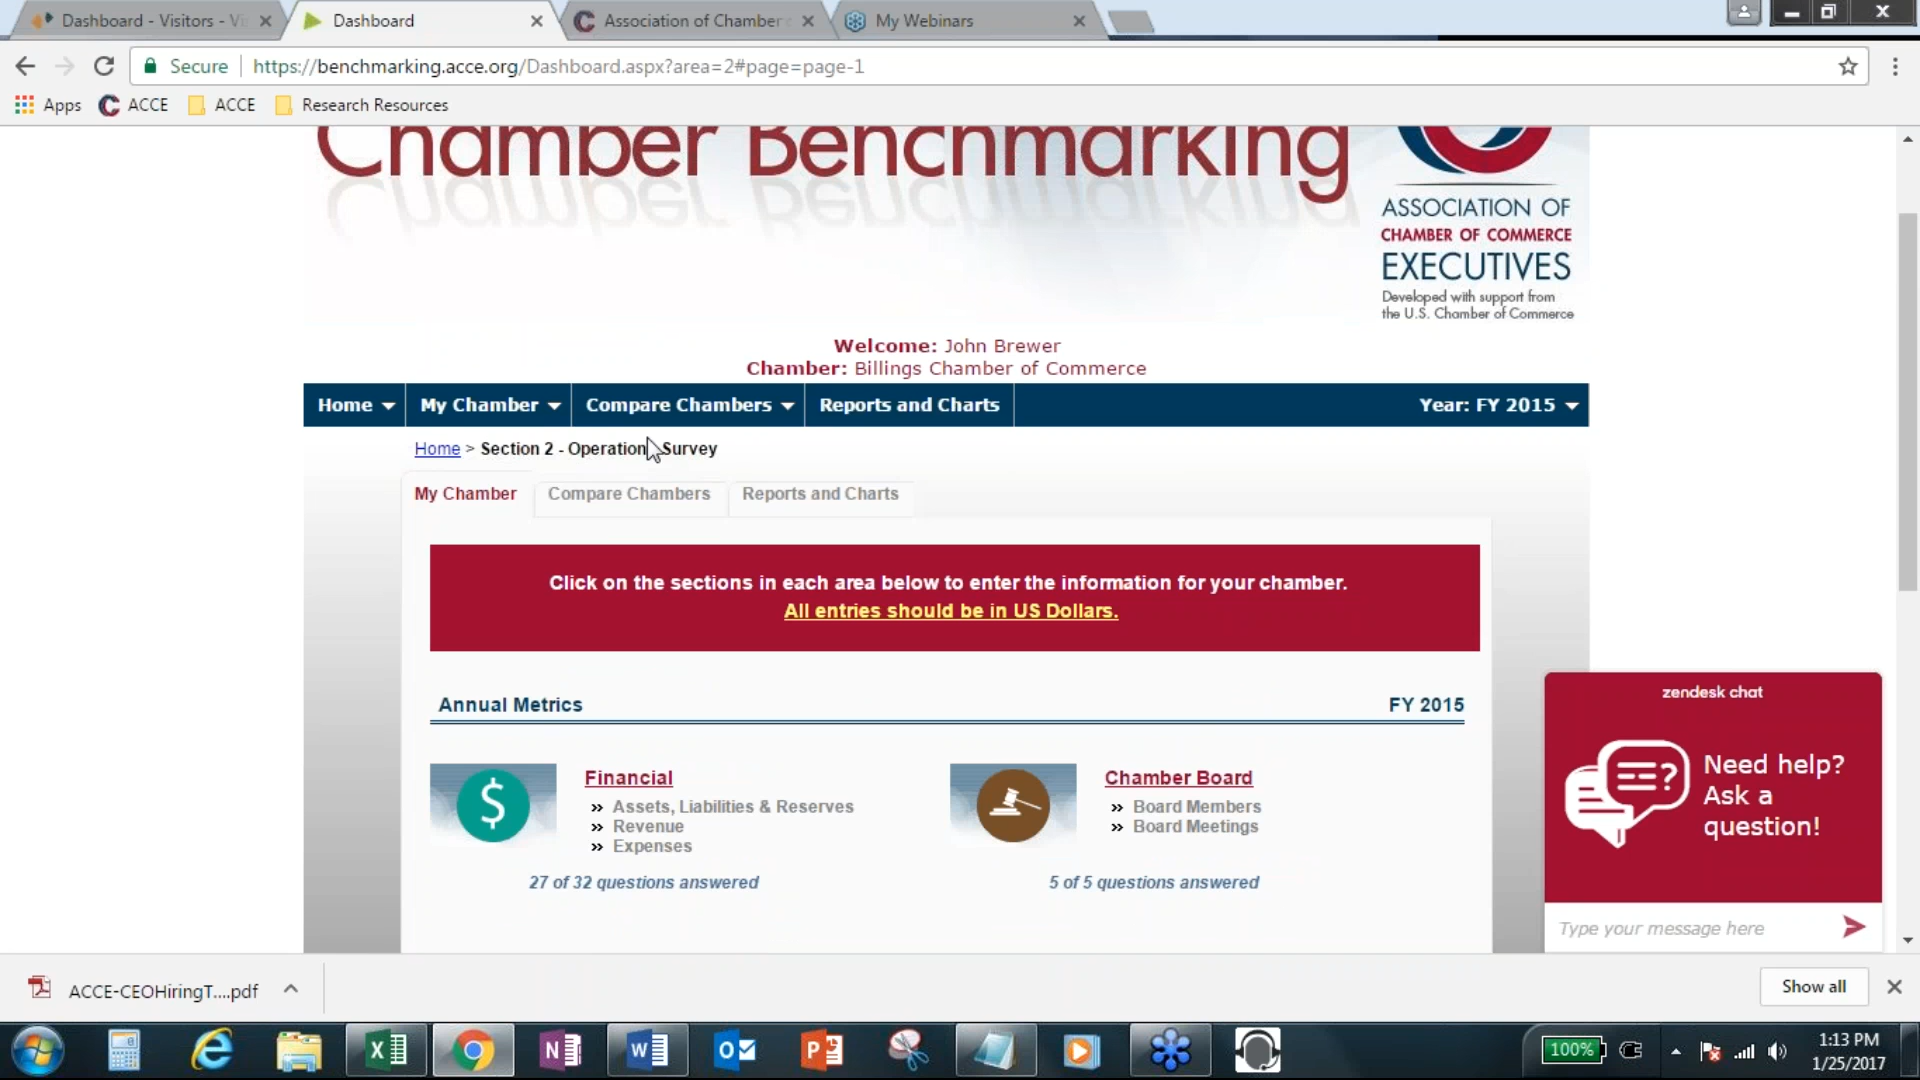 Dashboard - Visitors - Vi
Dashboard
Association of Chamber
My Webinars
Secure
https://benchmarking.acce.org/Dashboard.aspx?area=2#page=page-1
Apps
ACCE
ACCE
Research Resources
Chamber Benchmarking
ASSOCIATION OF
CHAMBER OF COMMERCE
EXECUTIVES
Developed with support from
the U.S. Chamber of Commerce
Welcome: John Brewer
Chamber: Billings Chamber of Commerce
Home
My Chamber
Compare Chambers
Reports and Charts
Year: FY 2015
Home > Section 2 - Operation Survey
My Chamber
Compare Chambers
Reports and Charts
Click on the sections in each area below to enter the information for your chamber.
All entries should be in US Dollars.
Annual Metrics
FY 2015
Financial
» Assets, Liabilities & Reserves
» Revenue
» Expenses
27 of 32 questions answered
Chamber Board
» Board Members
» Board Meetings
5 of 5 questions answered
zendesk chat
Need help?
Ask a
question!
Type your message here
ACCE-CEOHiringT....pdf
Show all
100%
1:13 PM
1/25/2017